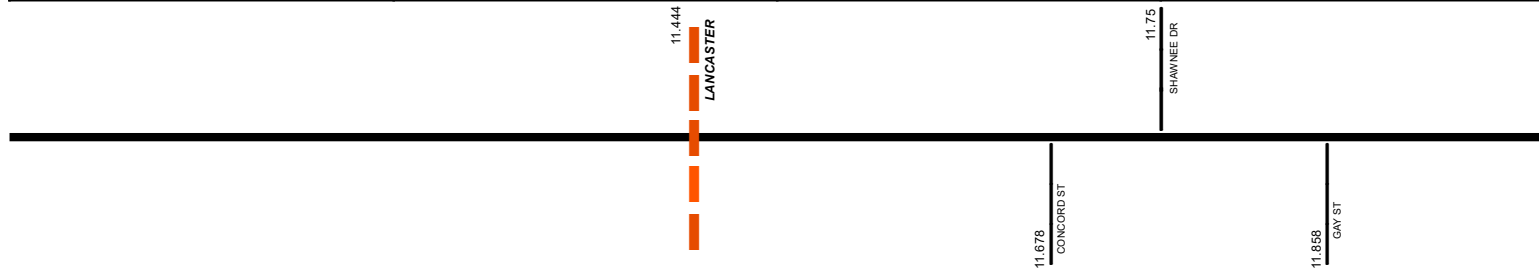 11.444
LANCASTER
11.75
SHAWNEE DR
11.678
CONCORD ST
11.858
GAY ST